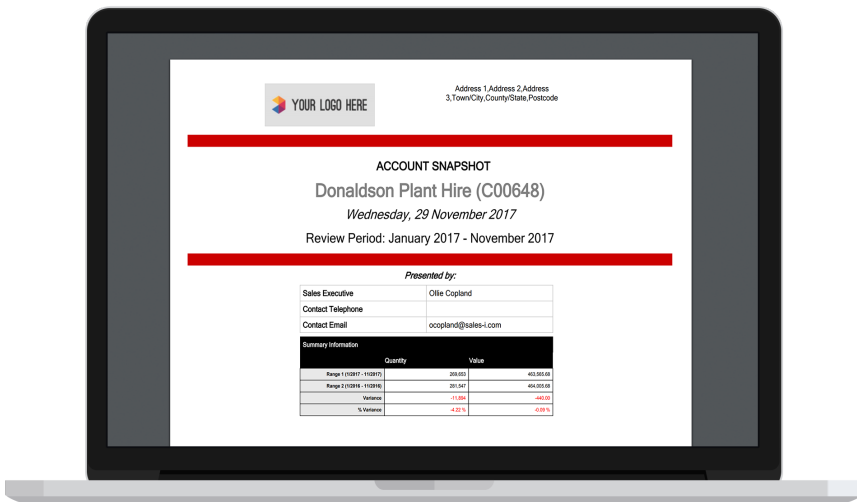 YOUR LOGO HERE
Address 1,Address 2,Address
3,Town/City,County/State,Postcode
ACCOUNT SNAPSHOT
Donaldson Plant Hire (C00648)
Wednesday, 29 November 2017
Review Period: January 2017 - November 2017
Presented by:
Sales Executive Ollie Copland
Contact Telephone
Contact Email ocopland@sales-i.com
Summary Information
Quantity Value
Range 1 (1/2017 - 11/2017) 269,653 463,565.68
Range 2 (1/2016 - 11/2016) 281,547 464,005.68
Variance -11,894 -440.00
% Variance -4.22 % -0.09 %